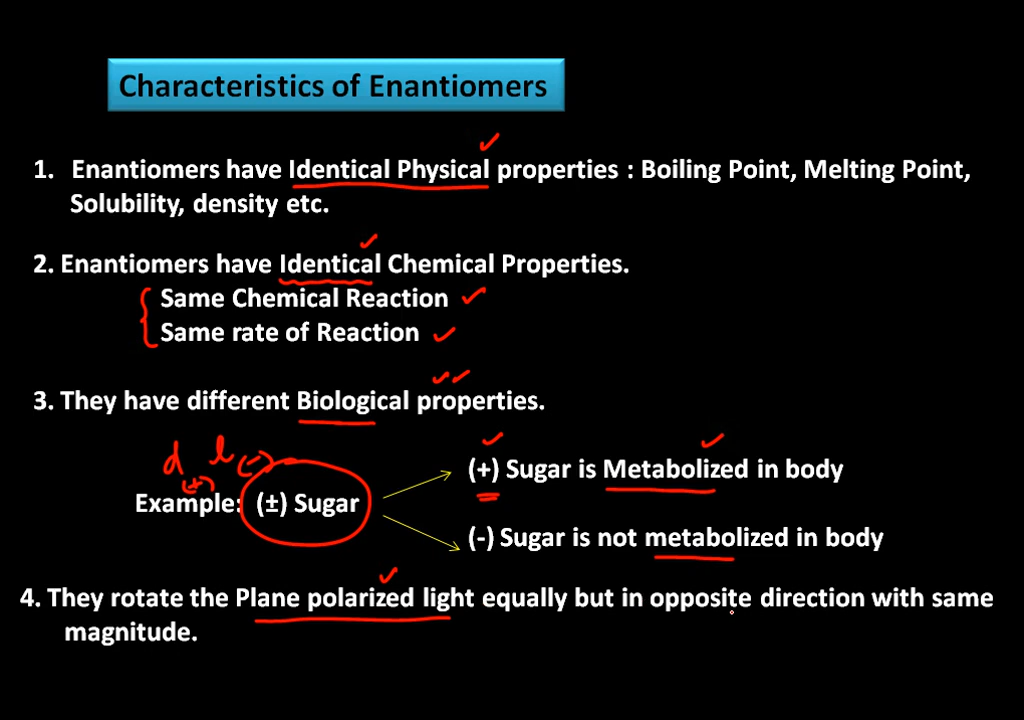 Characteristics of Enantiomers
1. Enantiomers have Identical Physical properties : Boiling Point, Melting Point,
Solubility, density etc.
2. Enantiomers have Identical Chemical Properties.
Same Chemical Reaction
Same rate of Reaction
3. They have different Biological properties.
d l (-)
(+)
(+) Sugar is Metabolized in body
Example: (±) Sugar
(-) Sugar is not metabolized in body
4. They rotate the Plane polarized light equally but in opposite direction with same
magnitude.